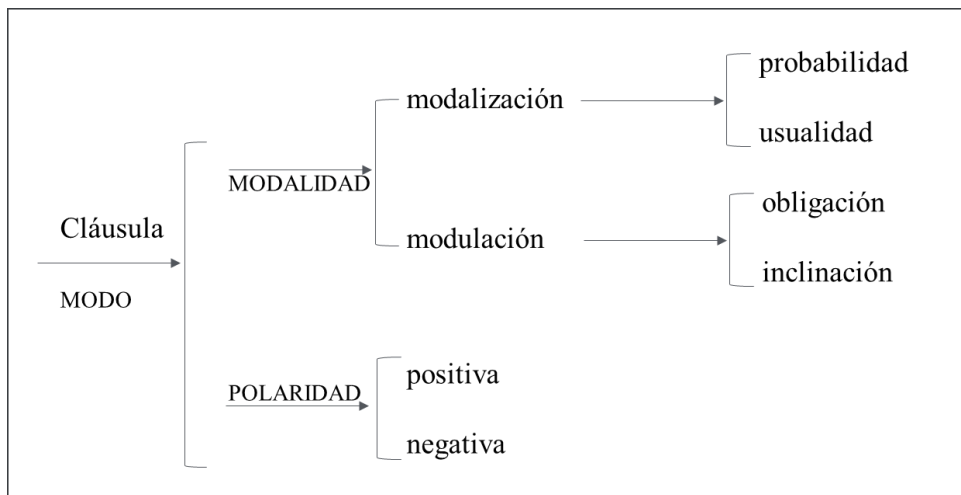 probabilidad
modalización
usualidad
MODALIDAD
obligación
Cláusula
modulación
inclinación
MODO
positiva
POLARIDAD
negativa